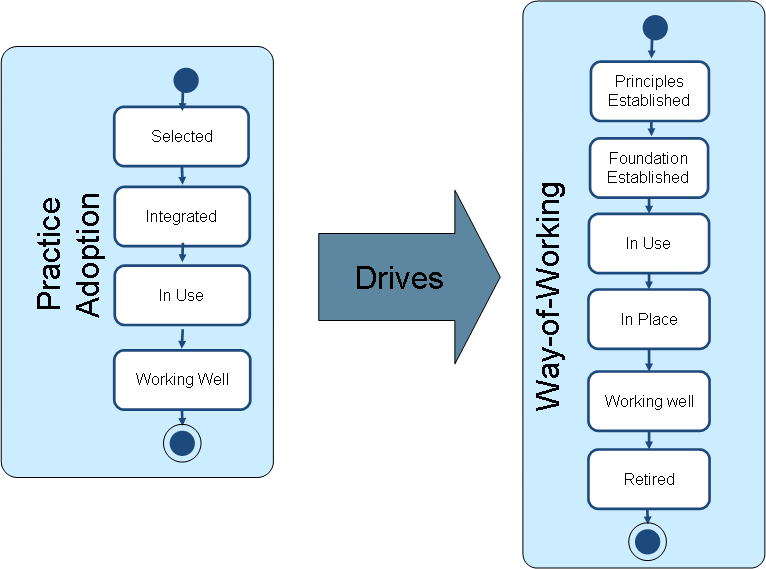 Practice
Adoption
Selected
Integrated
In Use
Working Well
Drives
Way-of-Working
Principles
Established
Foundation
Established
In Use
In Place
Working well
Retired